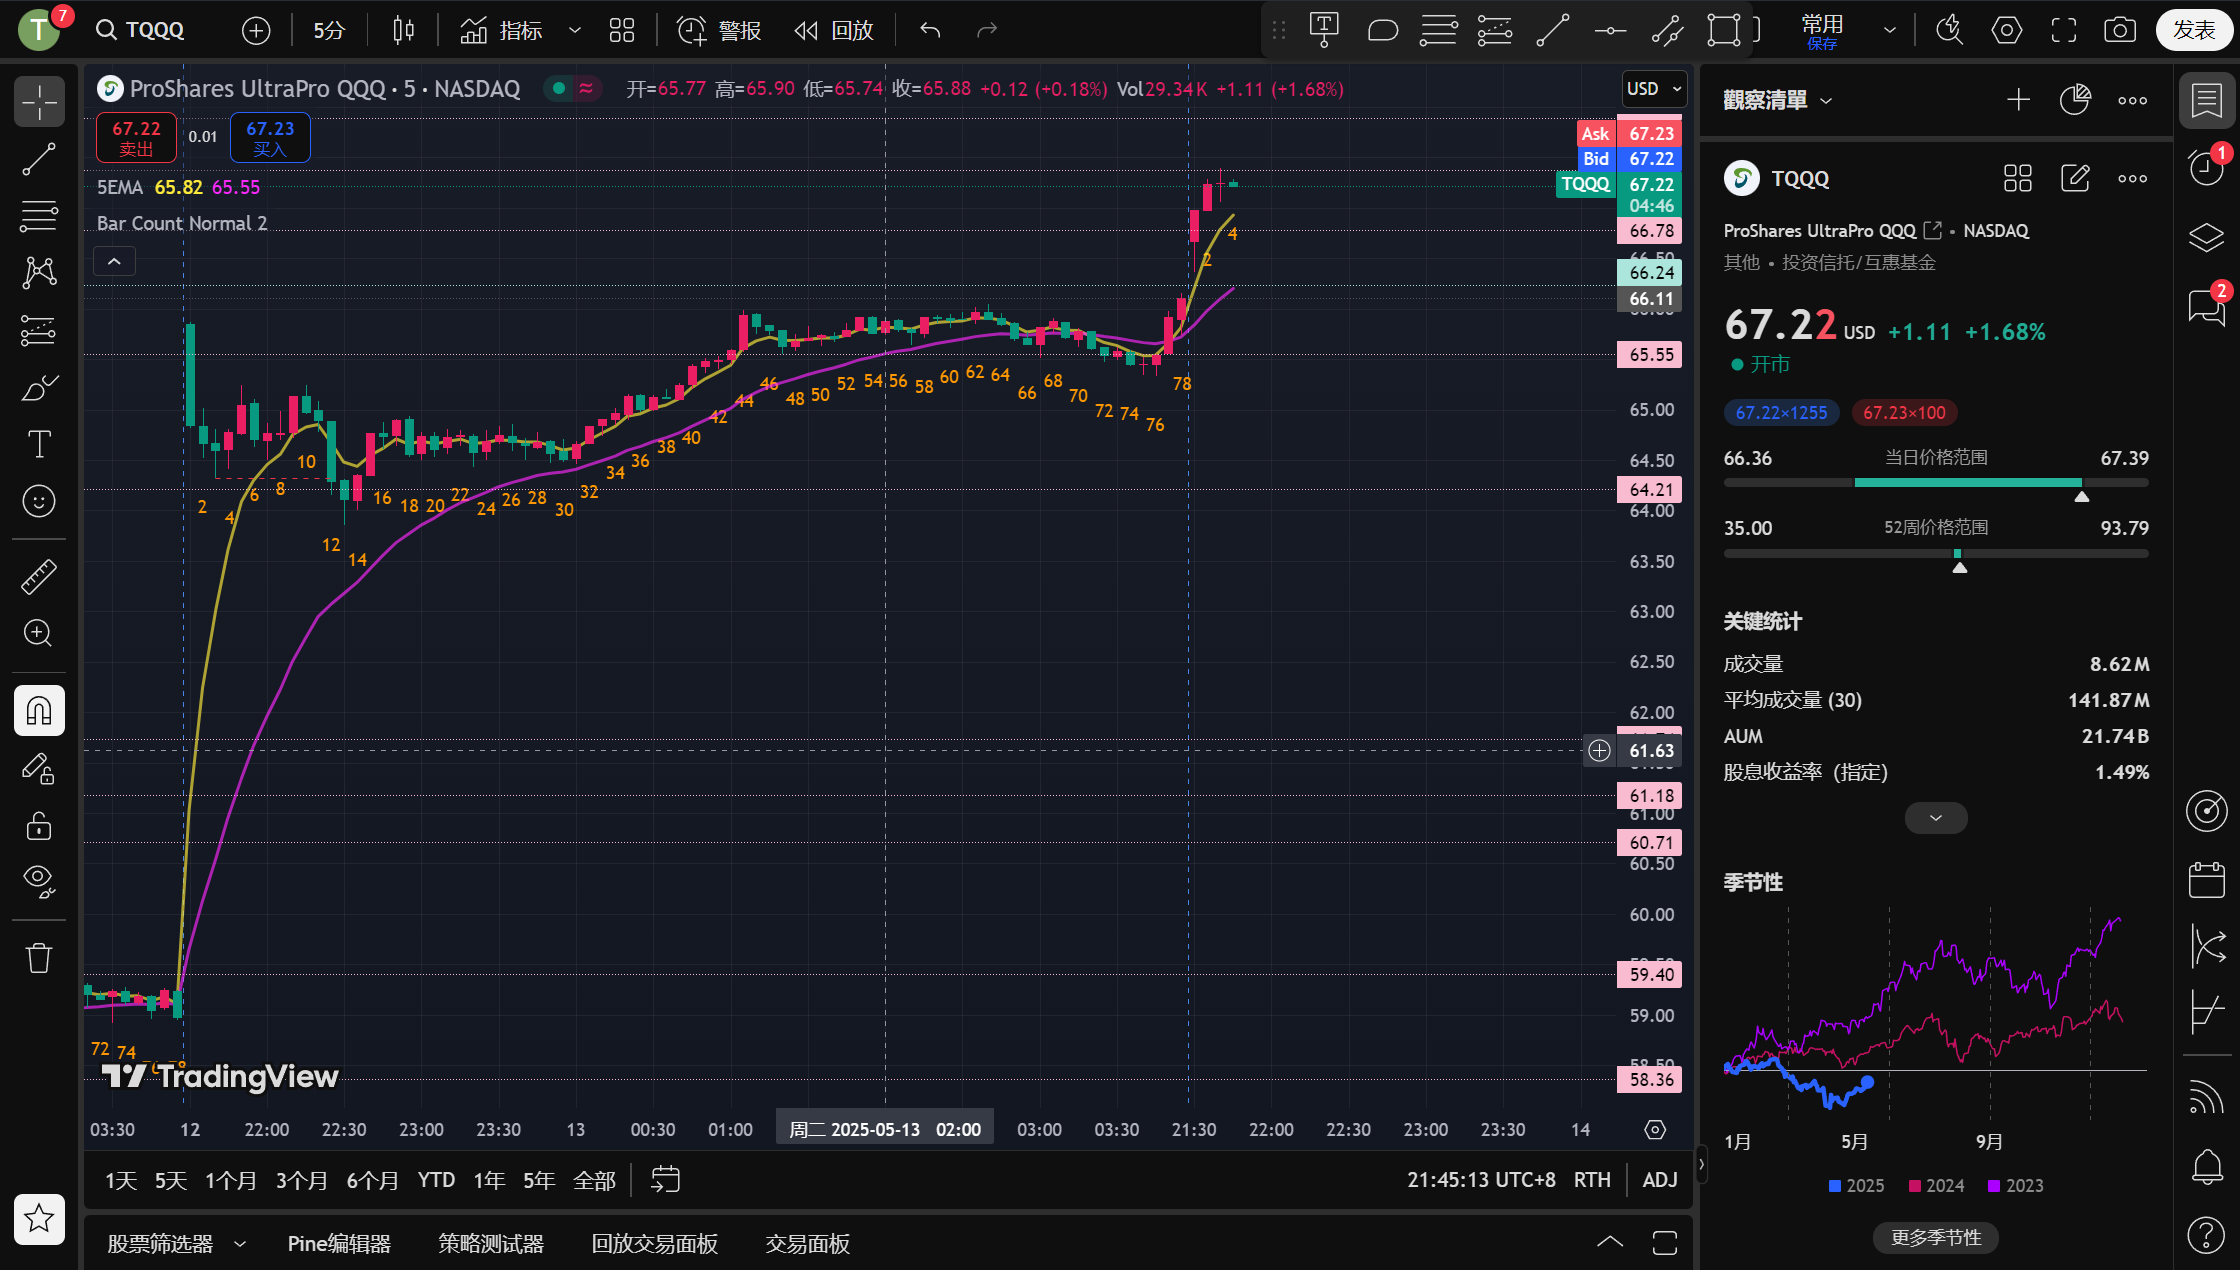 T 7 TQQQ 5分 指标 警报 回放 常用 保存 发表
ProShares UltraPro QQQ · 5 · NASDAQ 开=65.77 高=65.90 低=65.74 收=65.88 +0.12 (+0.18%) Vol29.34K +1.11 (+1.68%)
67.22 卖出 0.01 67.23 买入
5EMA 65.82 65.55
Bar Count Normal 2
USD
Ask 67.23
Bid 67.22
TQQQ 67.22
04:46
66.78
66.50
66.24
66.11
65.55
65.00
64.50
64.21
64.00
63.50
63.00
62.50
62.00
61.63
61.18
61.00
60.71
60.50
60.00
59.40
59.00
58.50
58.36
2 4 6 8 10 12 14 16 18 20 22 24 26 28 30 32 34 36 38 40 42 44 46 48 50 52 54 56 58 60 62 64 66 68 70 72 74 76 78 2 4
72 74
TradingView
03:30 12 22:00 22:30 23:00 23:30 13 00:30 01:00 周二 2025-05-13 02:00 03:00 03:30 21:30 22:00 22:30 23:00 23:30 14
1天 5天 1个月 3个月 6个月 YTD 1年 5年 全部 21:45:13 UTC+8 RTH ADJ
股票筛选器 Pine编辑器 策略测试器 回放交易面板 交易面板
觀察清單
TQQQ
ProShares UltraPro QQQ • NASDAQ
其他 • 投资信托/互惠基金
67.22 USD +1.11 +1.68%
开市
67.22×1255 67.23×100
66.36 当日价格范围 67.39
35.00 52周价格范围 93.79
关键统计
成交量 8.62M
平均成交量 (30) 141.87M
AUM 21.74B
股息收益率（指定） 1.49%
季节性
1月 5月 9月
2025 2024 2023
更多季节性
1
2